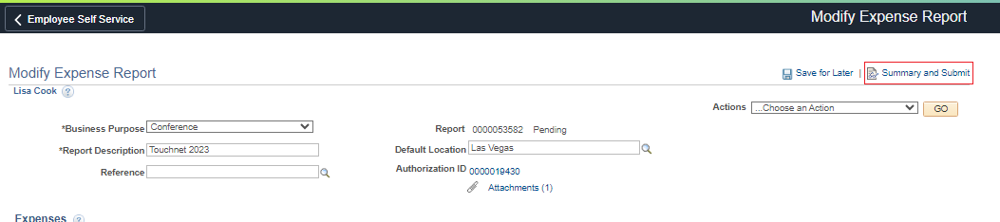 Employee Self Service
Modify Expense Report
Modify Expense Report
Save for Later | Summary and Submit
Lisa Cook ?
Actions ...Choose an Action GO
*Business Purpose Conference
Report 0000053582 Pending
*Report Description Touchnet 2023
Default Location Las Vegas
Reference
Authorization ID 0000019430
Attachments (1)
Expenses ?